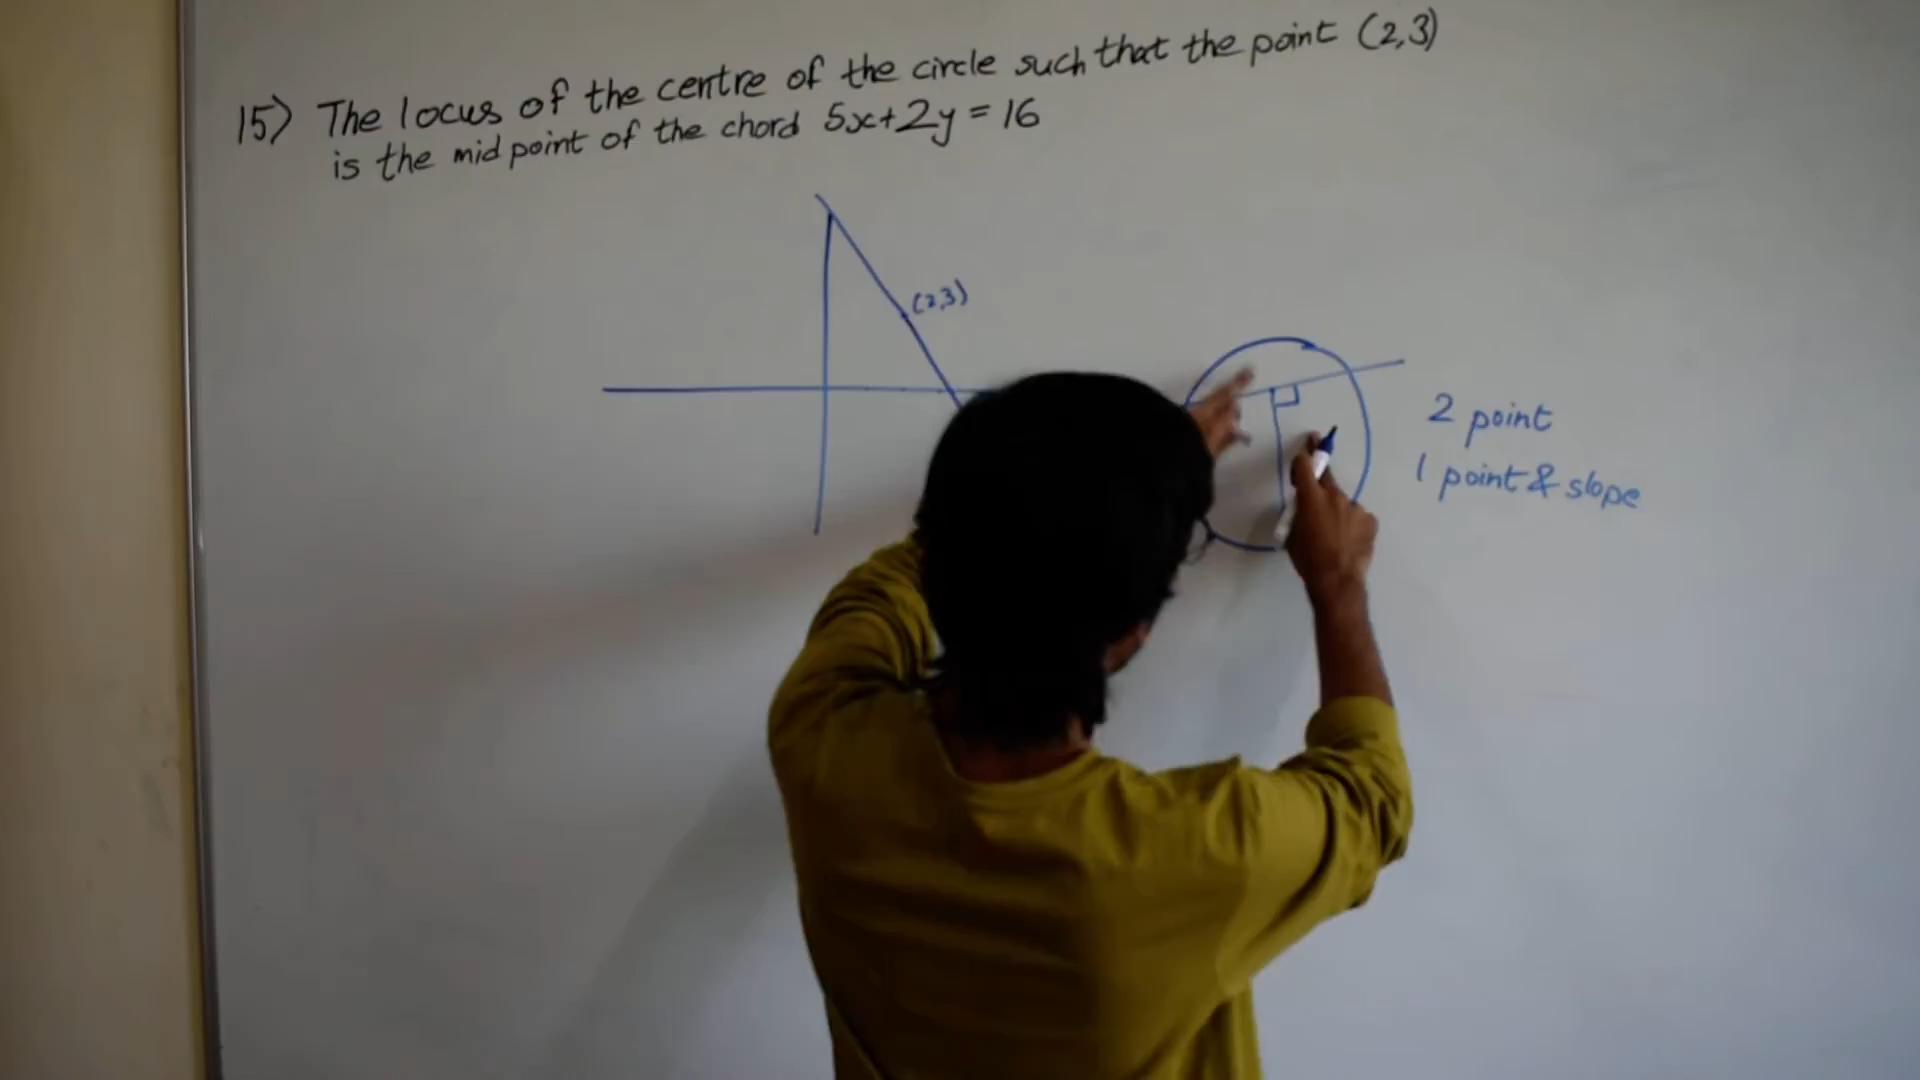 15) The locus of the centre of the circle such that the point (2,3)
is the mid point of the chord 5x+2y = 16
(2,3)
2 point
1 point & slope